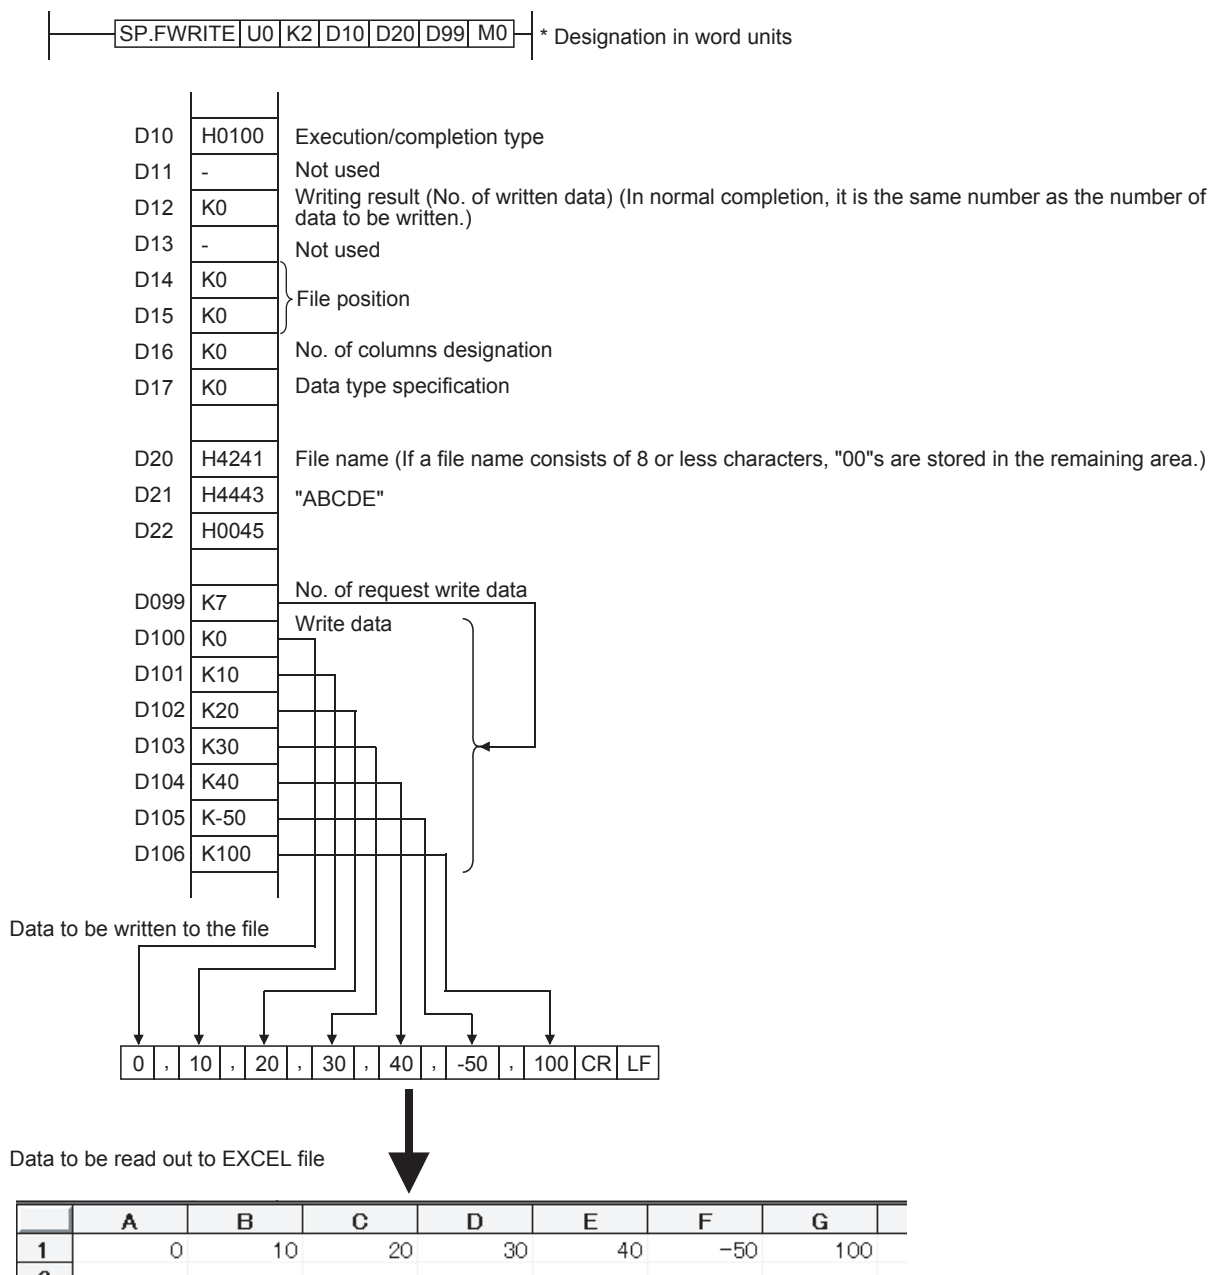 SP.FWRITE U0 K2 D10 D20 D99 M0 * Designation in word units
D10 H0100 Execution/completion type
D11 - Not used
D12 K0 Writing result (No. of written data) (In normal completion, it is the same number as the number of
data to be written.)
D13 - Not used
D14 K0
File position
D15 K0
D16 K0 No. of columns designation
D17 K0 Data type specification
D20 H4241 File name (If a file name consists of 8 or less characters, "00"s are stored in the remaining area.)
D21 H4443 "ABCDE"
D22 H0045
D099 K7 No. of request write data
Write data
D100 K0
D101 K10
D102 K20
D103 K30
D104 K40
D105 K-50
D106 K100
Data to be written to the file
0 , 10 , 20 , 30 , 40 , -50 , 100 CR LF
Data to be read out to EXCEL file
A B C D E F G
1 0 10 20 30 40 -50 100